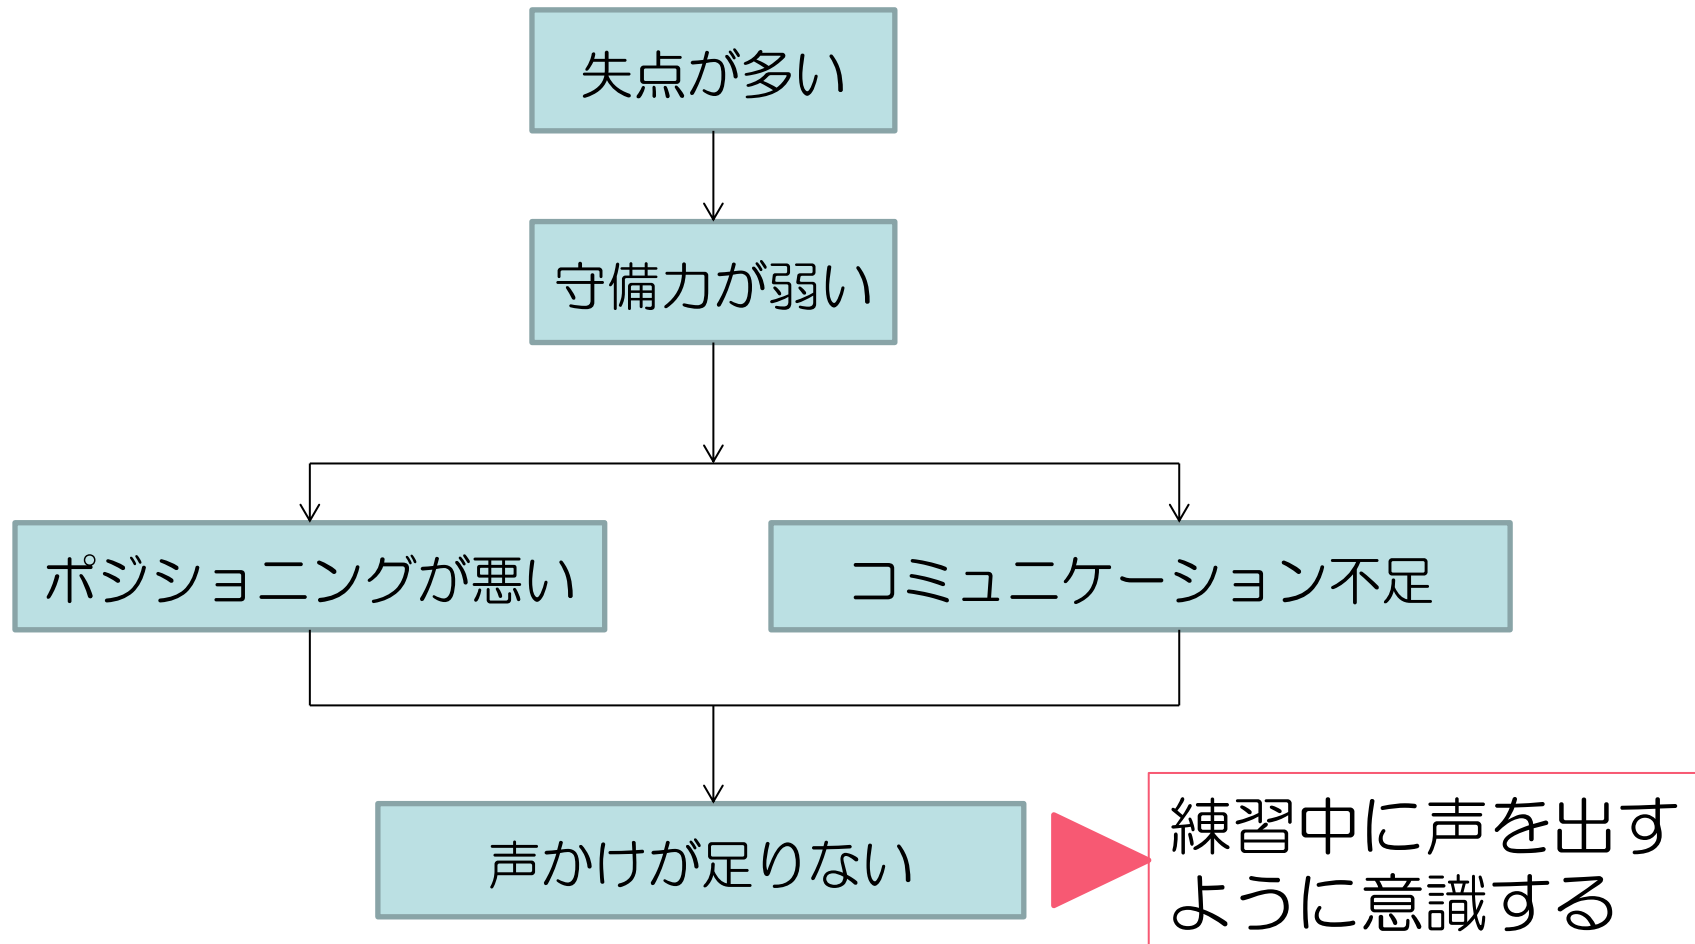 失点が多い
守備力が弱い
ポジショニングが悪い
コミュニケーション不足
声かけが足りない
練習中に声を出す
ように意識する